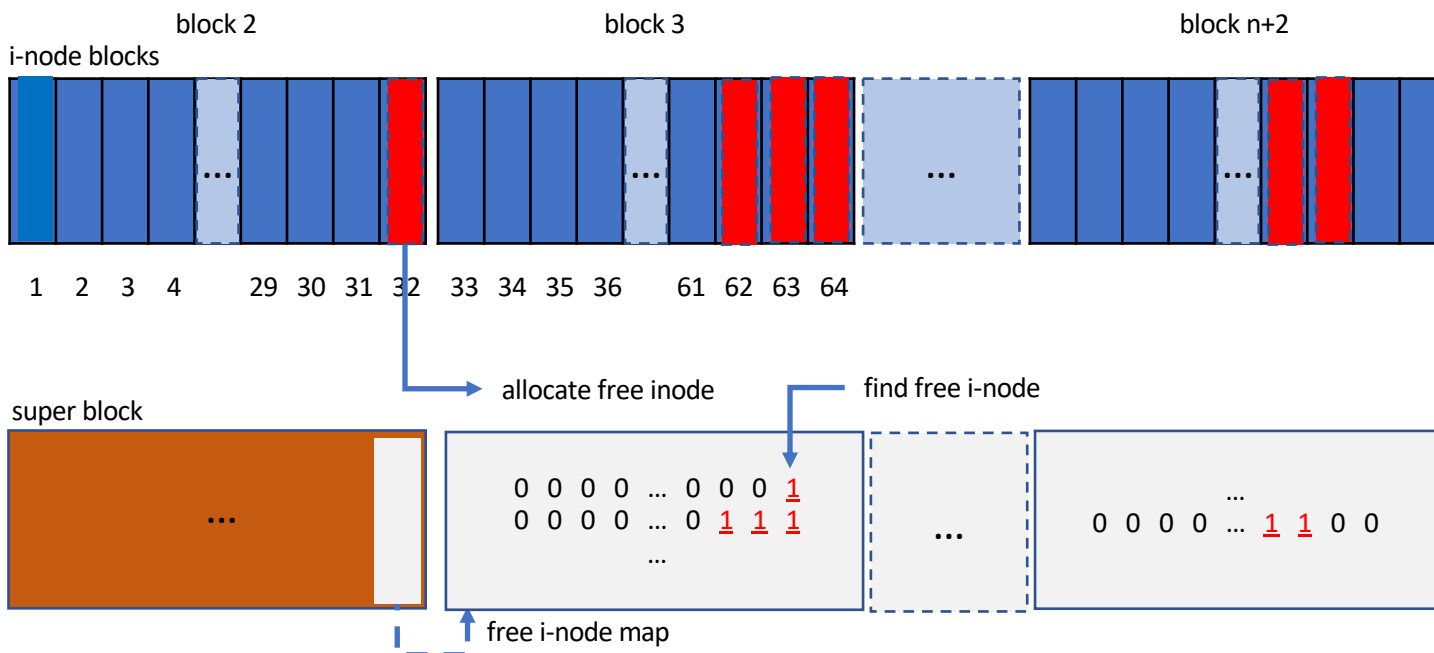 block 2 block 3 block n+2
i-node blocks
... ... ... ...
1 2 3 4 29 30 31 32 33 34 35 36 61 62 63 64
allocate free inode find free i-node
super block
0 0 0 0 ... 0 0 0 1
...
0 0 0 0 ... 0 1 1 1
0 0 0 0 ... 1 1 0 0
...
...
...
free i-node map